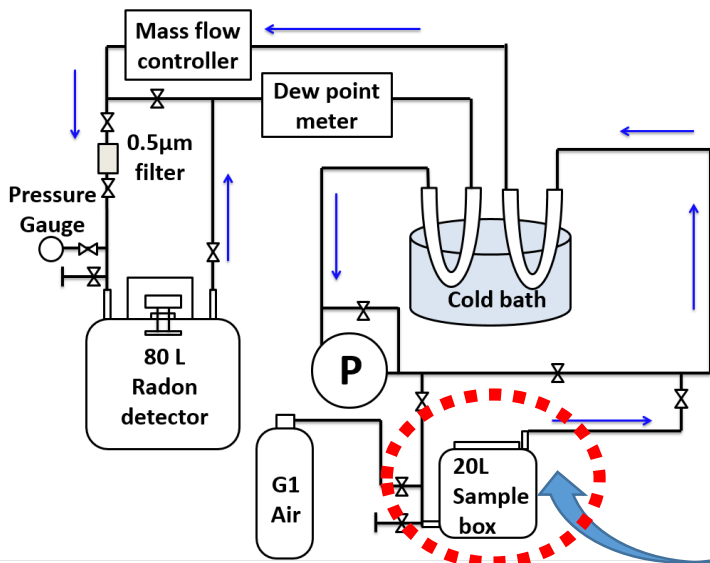 Mass flow
controller
Dew point
meter
0.5μm
filter
Pressure
Gauge
Cold bath
80 L
Radon
detector
P
G1
Air
20L
Sample
box